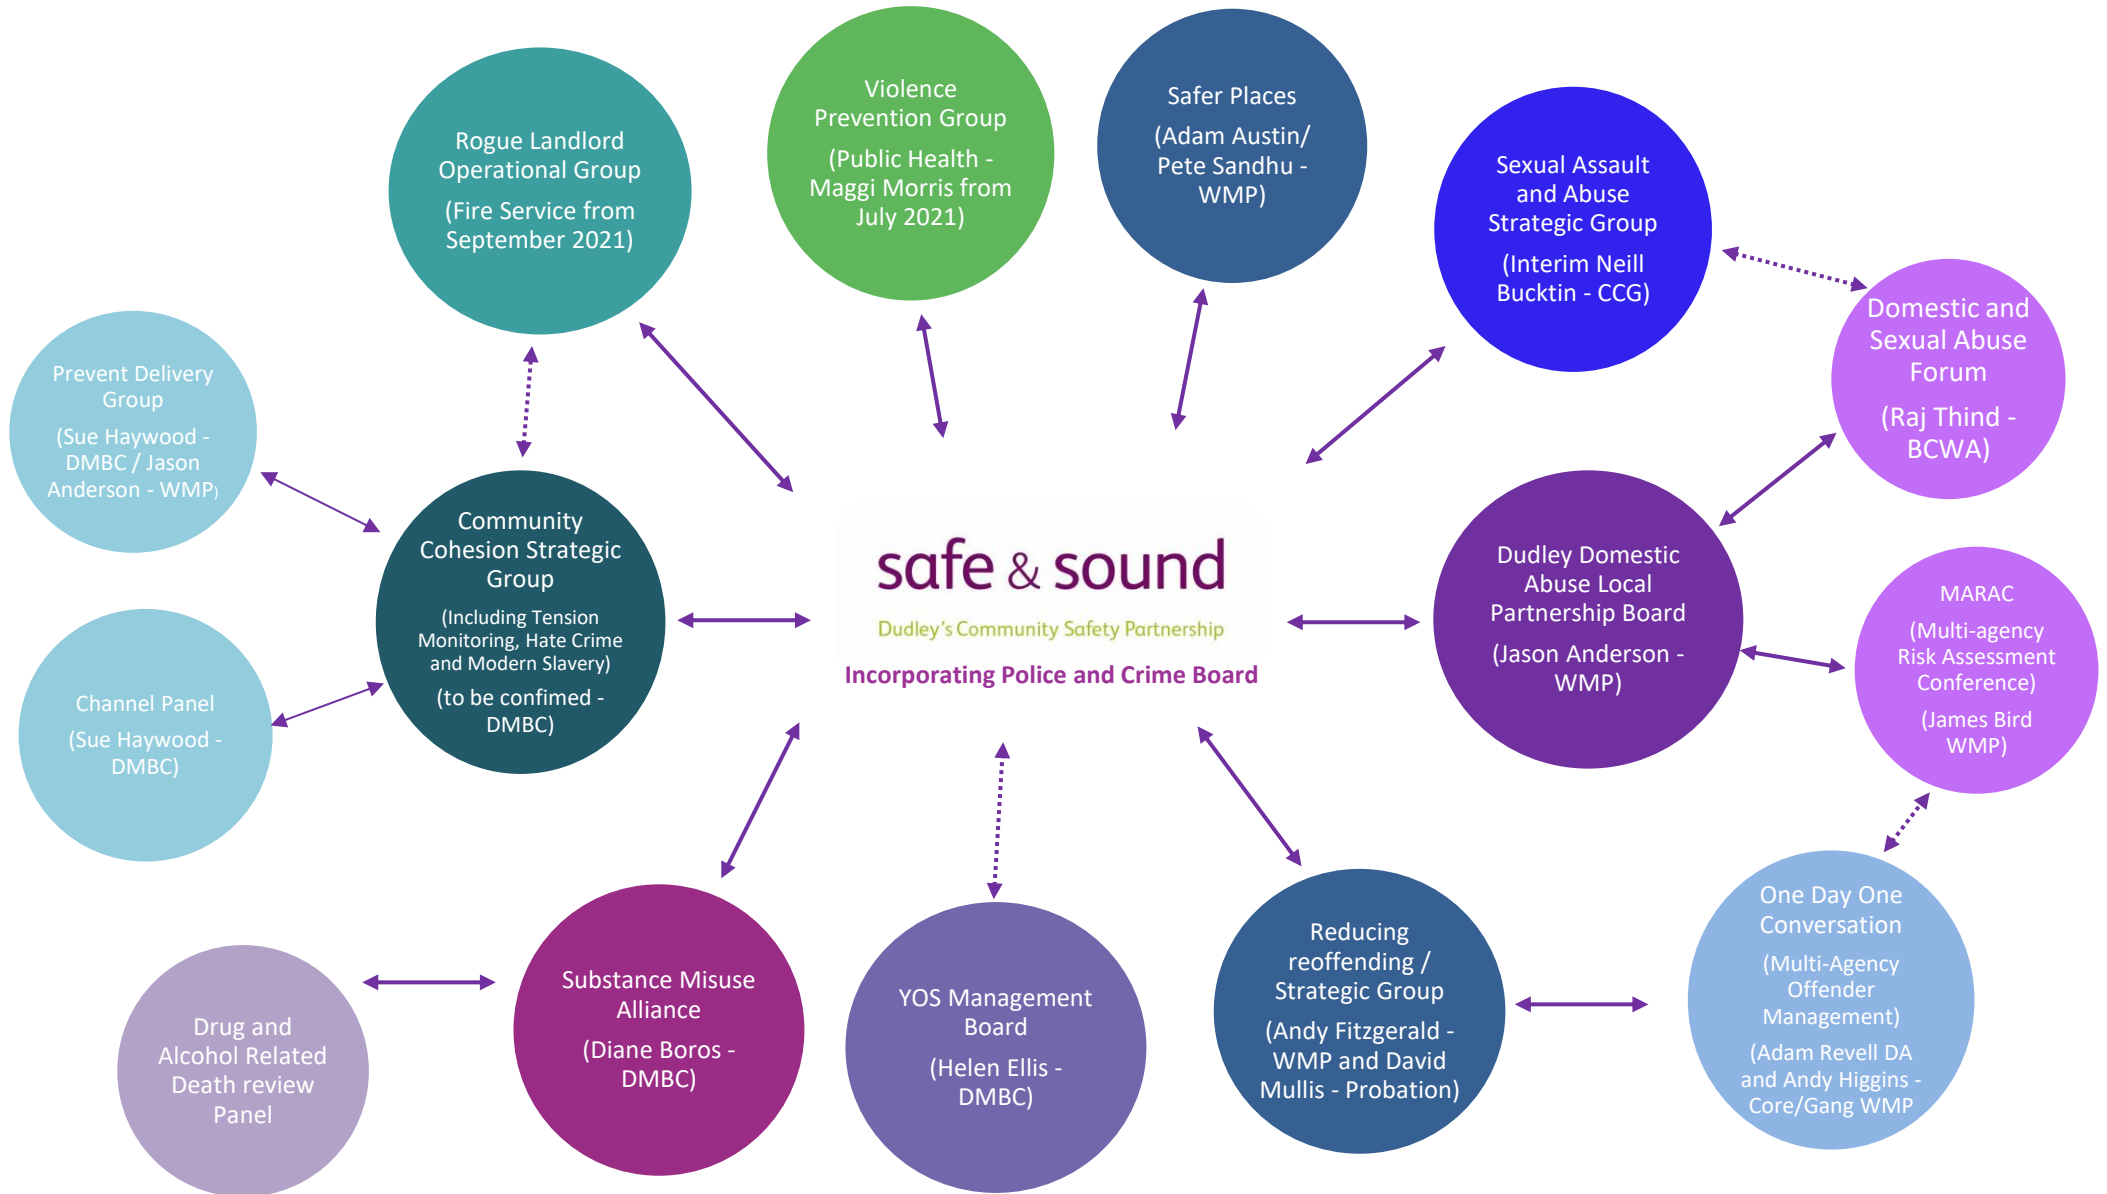 Rogue Landlord
Operational Group
(Fire Service from
September 2021)
Violence
Prevention Group
(Public Health -
Maggi Morris from
July 2021)
Safer Places
(Adam Austin/
Pete Sandhu -
WMP)
Sexual Assault
and Abuse
Strategic Group
(Interim Neill
Bucktin - CCG)
Domestic and
Sexual Abuse
Forum
(Raj Thind -
BCWA)
Prevent Delivery
Group
(Sue Haywood -
DMBC / Jason
Anderson - WMP)
Community
Cohesion Strategic
Group
(Including Tension
Monitoring, Hate Crime
and Modern Slavery)
(to be confimed -
DMBC)
safe & sound
Dudley's Community Safety Partnership
Incorporating Police and Crime Board
Dudley Domestic
Abuse Local
Partnership Board
(Jason Anderson -
WMP)
MARAC
(Multi-agency
Risk Assessment
Conference)
(James Bird
WMP)
Channel Panel
(Sue Haywood -
DMBC)
Drug and
Alcohol Related
Death review
Panel
Substance Misuse
Alliance
(Diane Boros -
DMBC)
YOS Management
Board
(Helen Ellis -
DMBC)
Reducing
reoffending /
Strategic Group
(Andy Fitzgerald -
WMP and David
Mullis - Probation)
One Day One
Conversation
(Multi-Agency
Offender
Management)
(Adam Revell DA
and Andy Higgins -
Core/Gang WMP